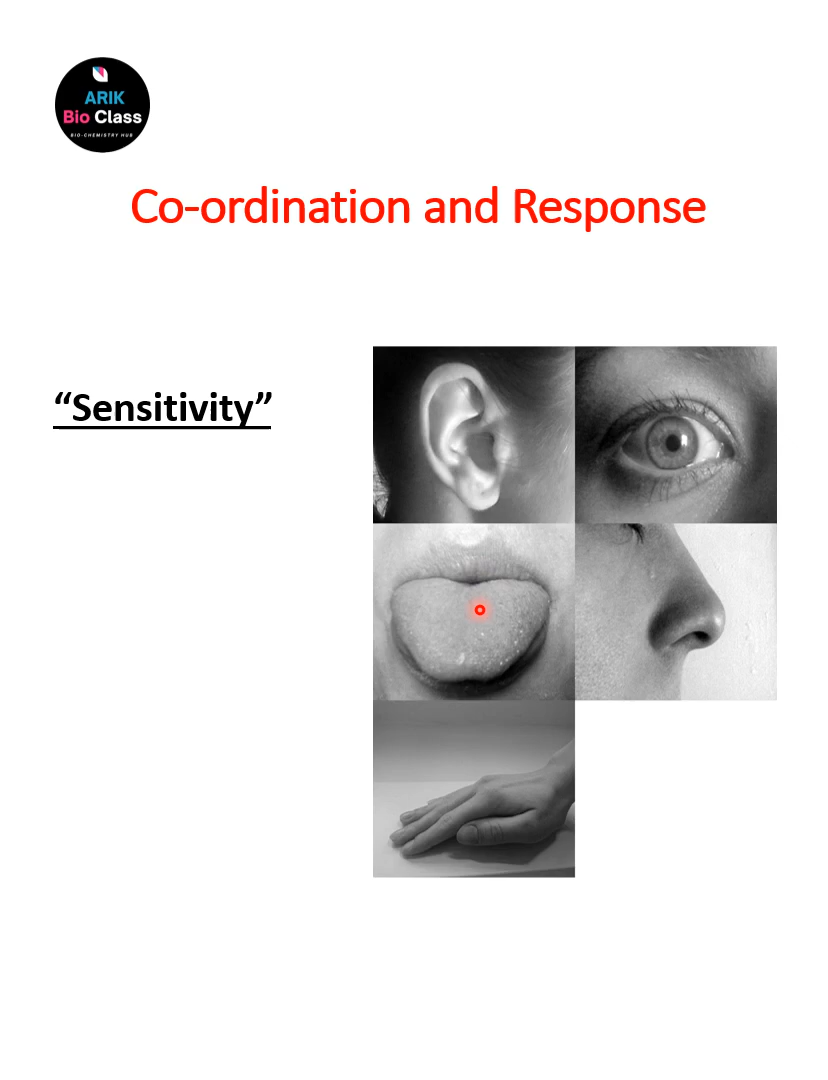 ARIK
Bio Class
BIO-CHEMISTRY HUB
Co-ordination and Response
“Sensitivity”